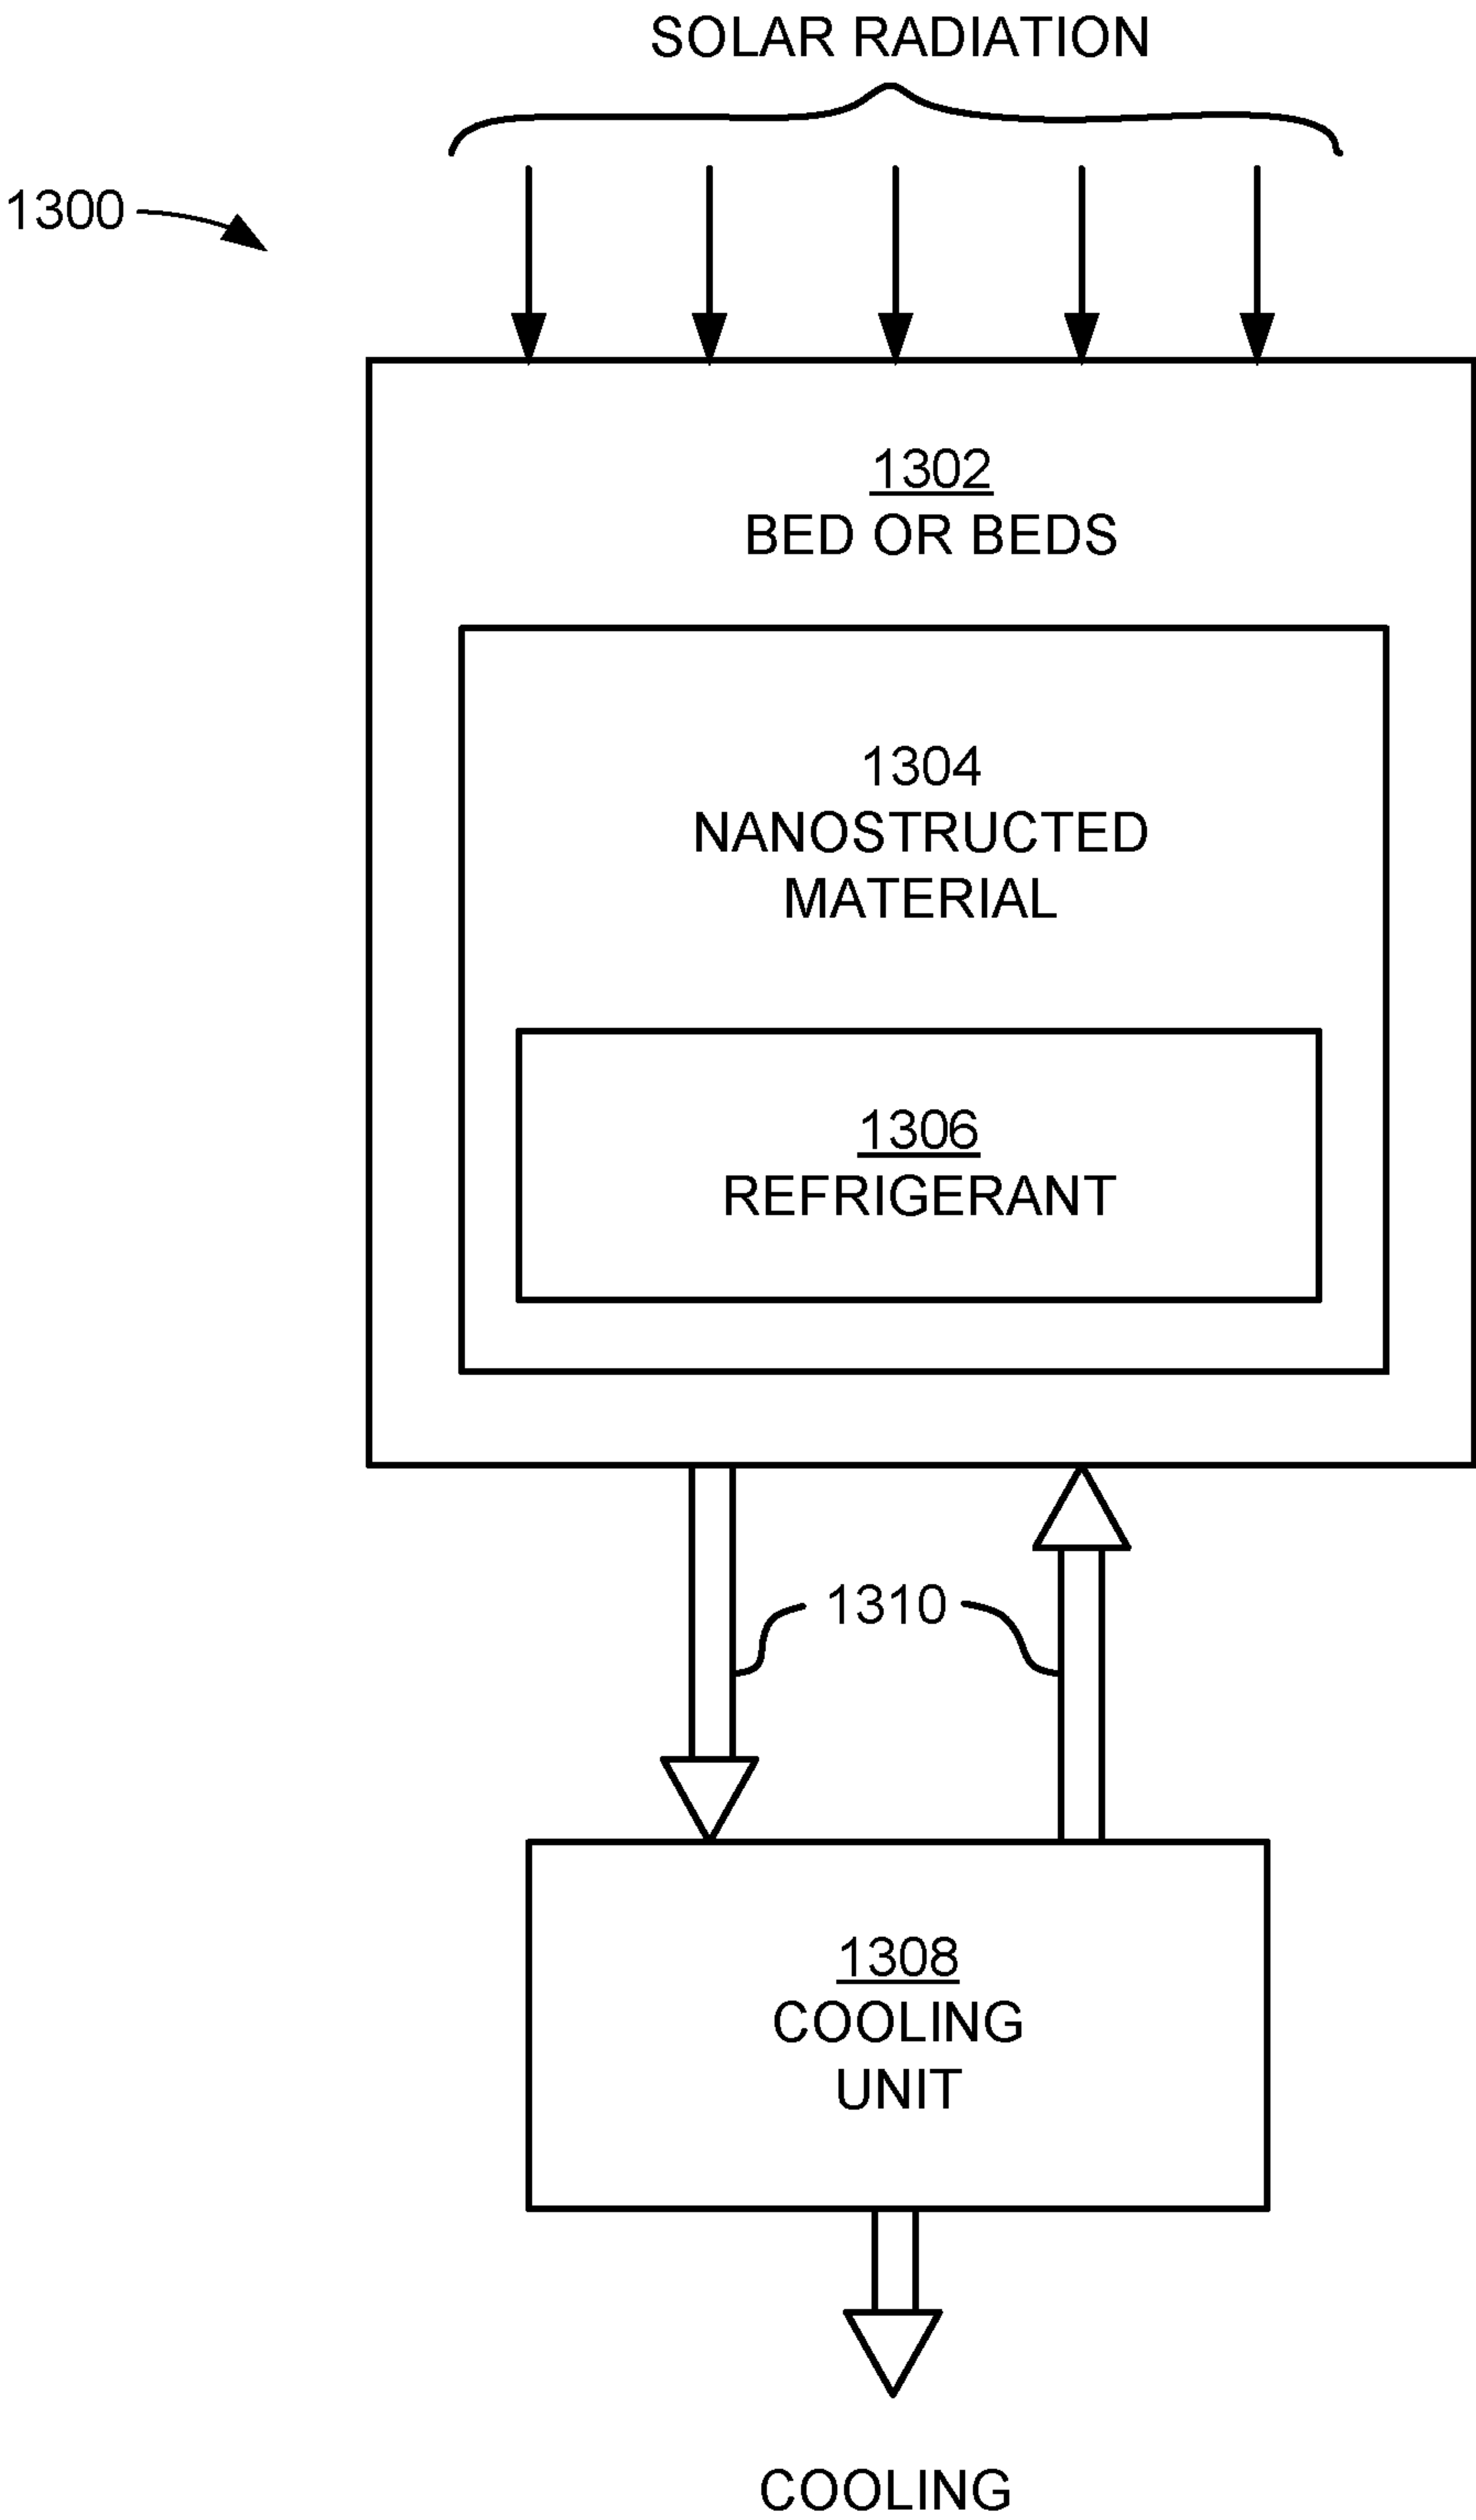 SOLAR RADIATION
1300
1302
BED OR BEDS
1304
NANOSTRUCTED
MATERIAL
1306
REFRIGERANT
1310
1308
COOLING
UNIT
COOLING